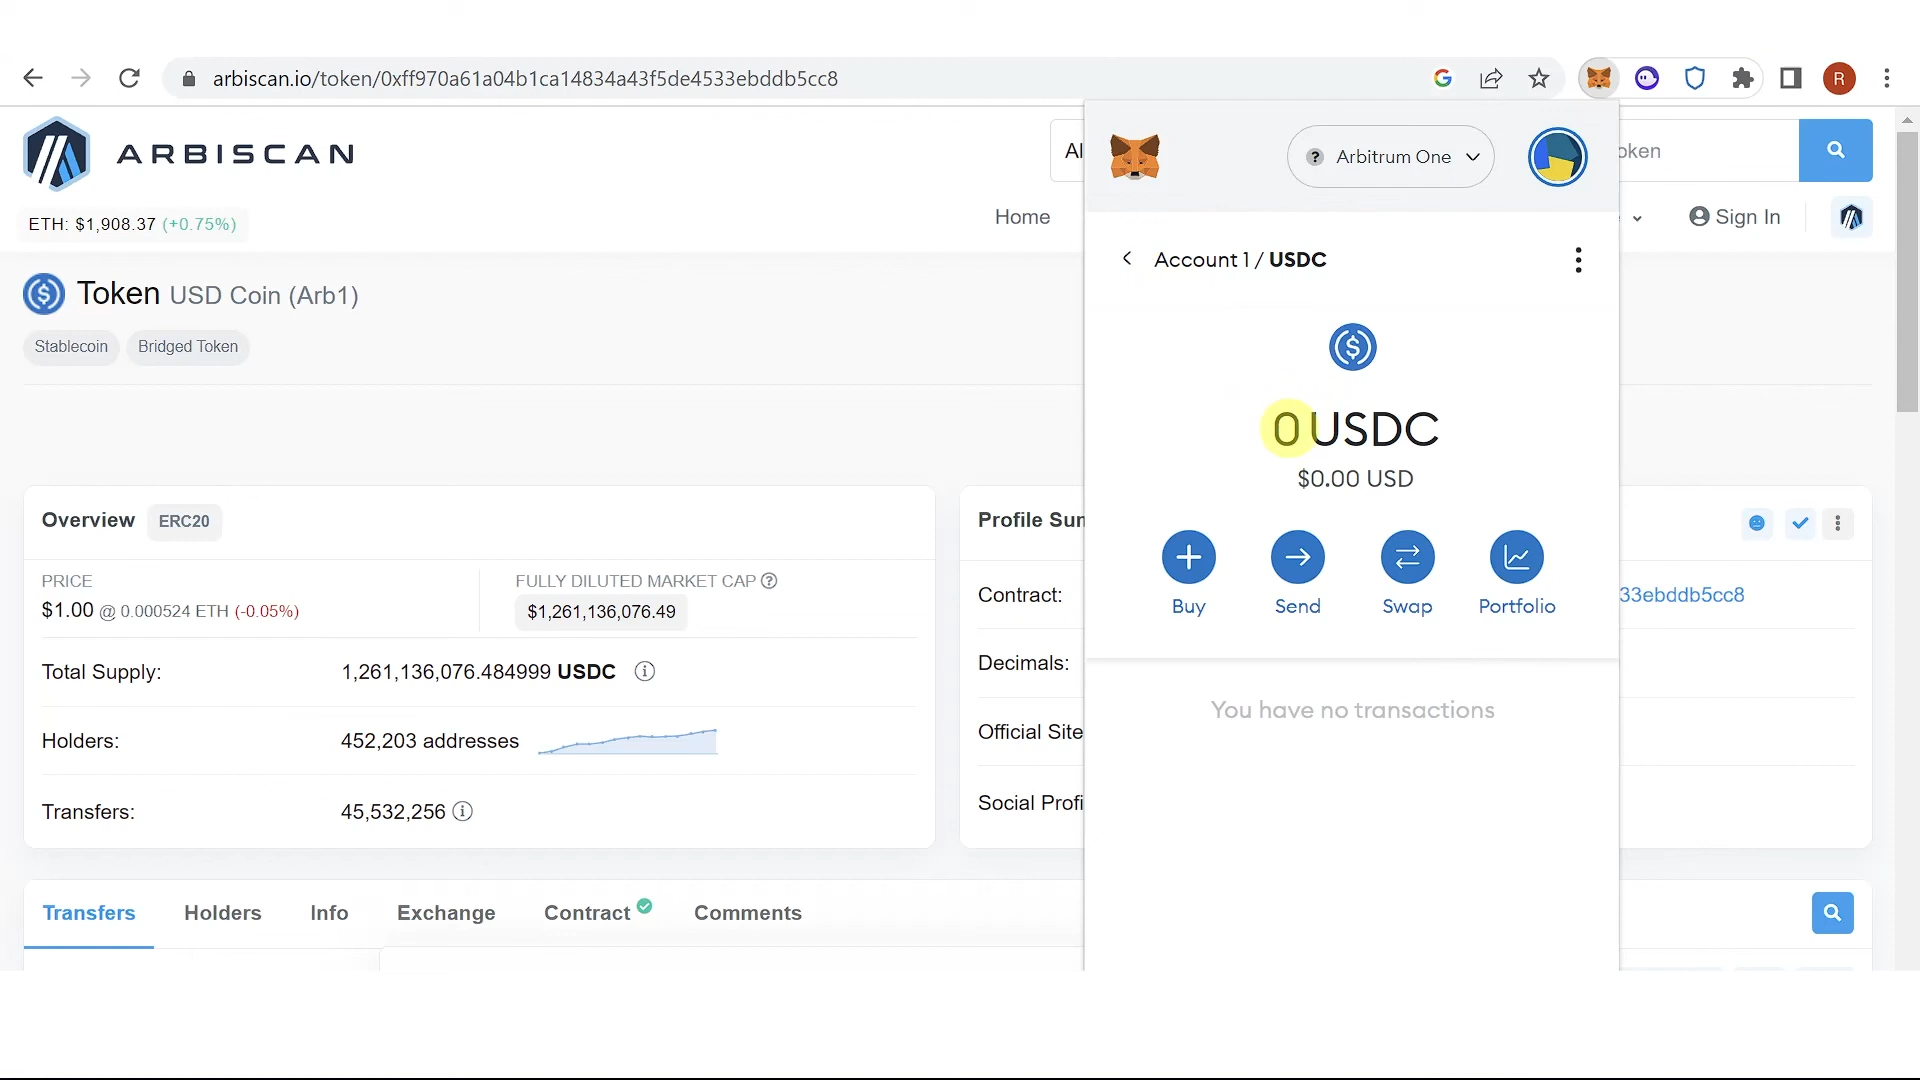 arbiscan.io/token/0xff970a61a04b1ca14834a43f5de4533ebddb5cc8
R
ARBISCAN
Al
oken
ETH: $1,908.37 (+0.75%)
Home
Sign In
Token USD Coin (Arb1)
Stablecoin
Bridged Token
Overview
ERC20
PRICE
$1.00 @ 0.000524 ETH (-0.05%)
FULLY DILUTED MARKET CAP
$1,261,136,076.49
Total Supply:
1,261,136,076.484999 USDC
Holders:
452,203 addresses
Transfers:
45,532,256
Profile Sum
Contract:
33ebddb5cc8
Decimals:
Official Site
Social Profi
Transfers
Holders
Info
Exchange
Contract
Comments
Arbitrum One
Account 1 / USDC
0 USDC
$0.00 USD
Buy
Send
Swap
Portfolio
You have no transactions